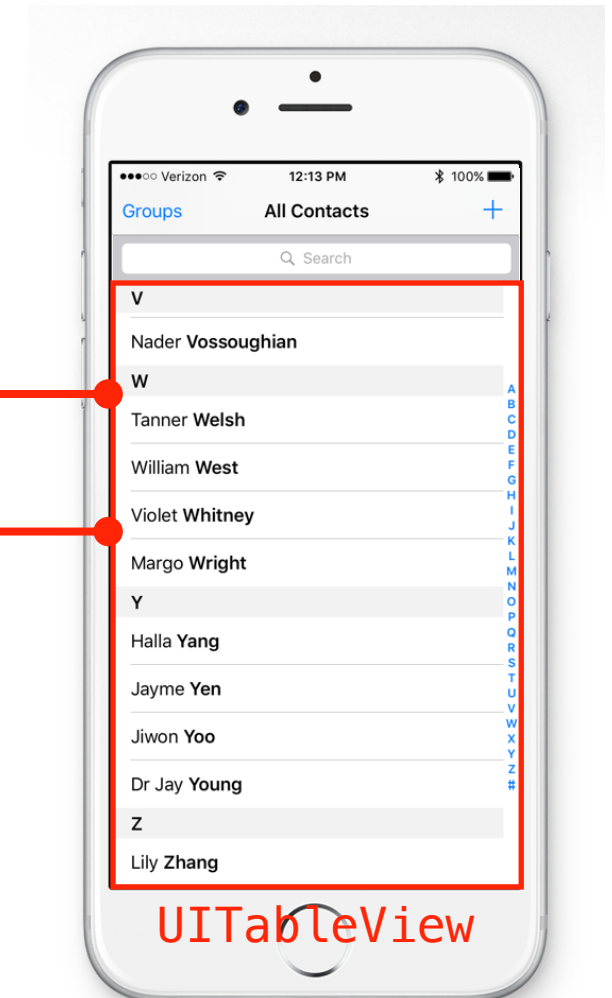 ●●●○○ Verizon 12:13 PM 100%
Groups All Contacts +
Search
V
Nader Vossoughian
W
Tanner Welsh
William West
Violet Whitney
Margo Wright
Y
Halla Yang
Jayme Yen
Jiwon Yoo
Dr Jay Young
Z
Lily Zhang
A
B
C
D
E
F
G
H
I
J
K
L
M
N
O
P
Q
R
S
T
U
V
W
X
Y
Z
#
UITableView